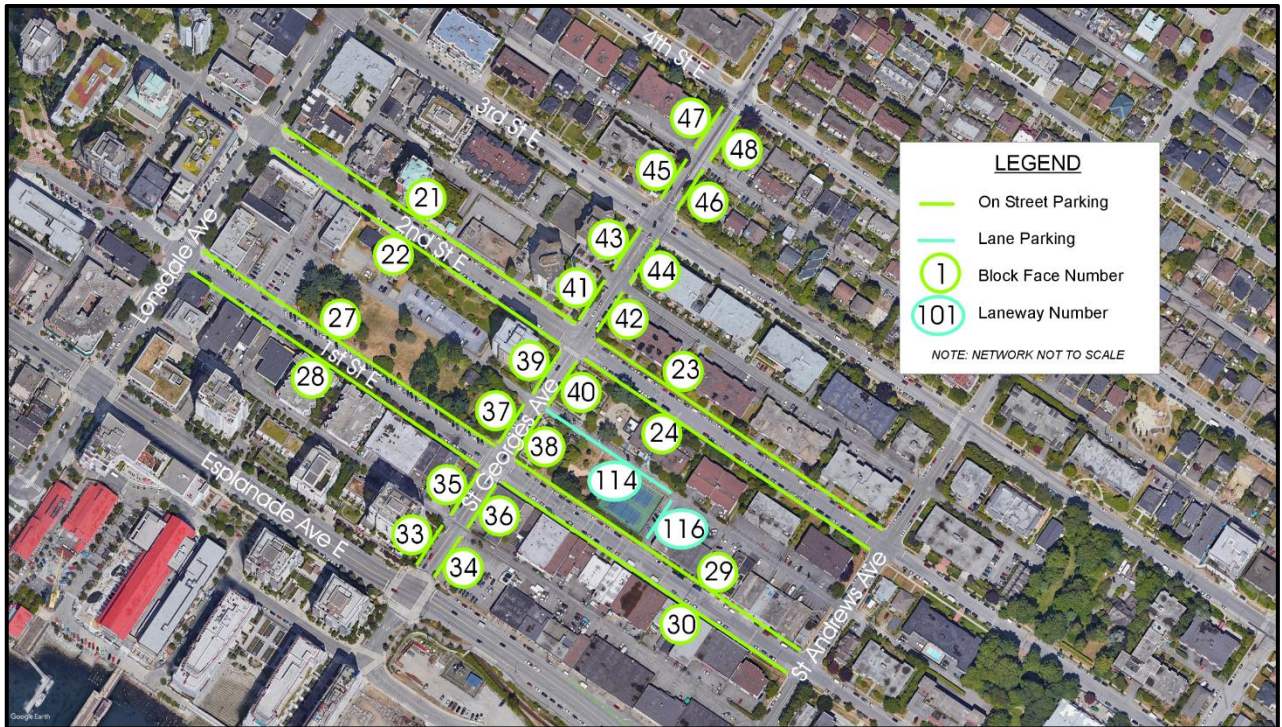 4th St E
47
3rd St E
48
45
LEGEND
46
On Street Parking
21
2nd St E
43
Lane Parking
22
44
1
Block Face Number
Lonsdale Ave
41
101
Laneway Number
42
27
NOTE: NETWORK NOT TO SCALE
39
23
1st St E
28
40
37
24
St Geodes Ave
38
Esplanade Ave E
35
114
36
116
33
34
29
30
St Andrews Ave
Google Earth